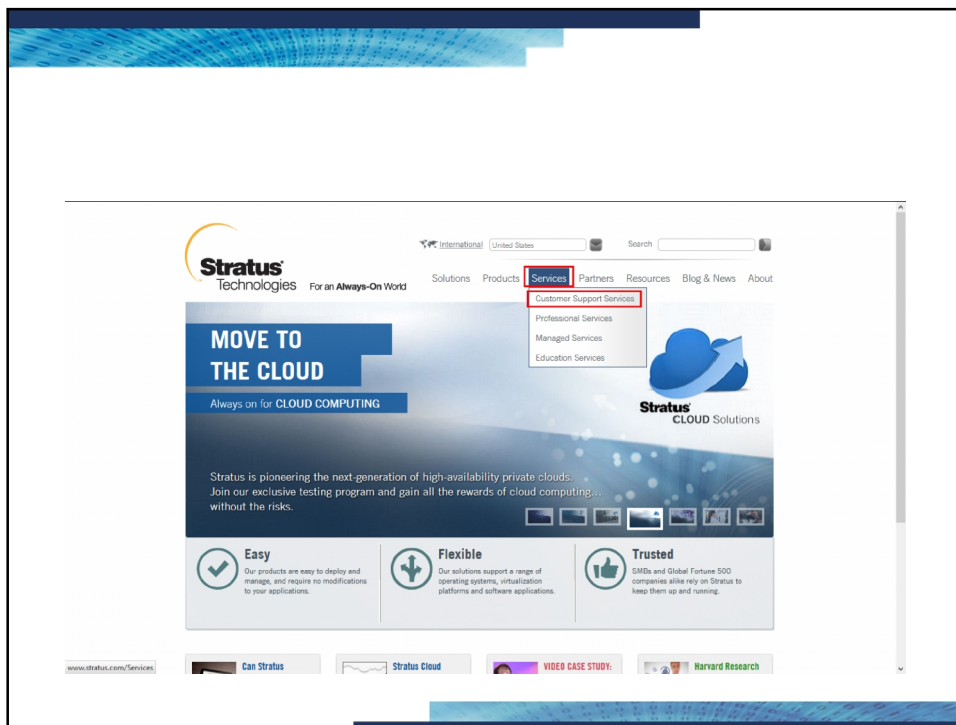 International United States Search
Stratus
Technologies For an Always-On World
Solutions Products Services Partners Resources Blog & News About
Customer Support Services
Professional Services
Managed Services
Education Services
MOVE TO
THE CLOUD
Always on for CLOUD COMPUTING
Stratus
CLOUD Solutions
Stratus is pioneering the next-generation of high-availability private clouds.
Join our exclusive testing program and gain all the rewards of cloud computing...
without the risks.
Easy
Our products are easy to deploy and
manage, and require no modifications
to your applications.
Flexible
Our solutions support a range of
operating systems, virtualization
platforms and software applications.
Trusted
SMBs and Global Fortune 500
companies alike rely on Stratus to
keep them up and running.
www.stratus.com/Services
Can Stratus
Stratus Cloud
VIDEO CASE STUDY:
Harvard Research